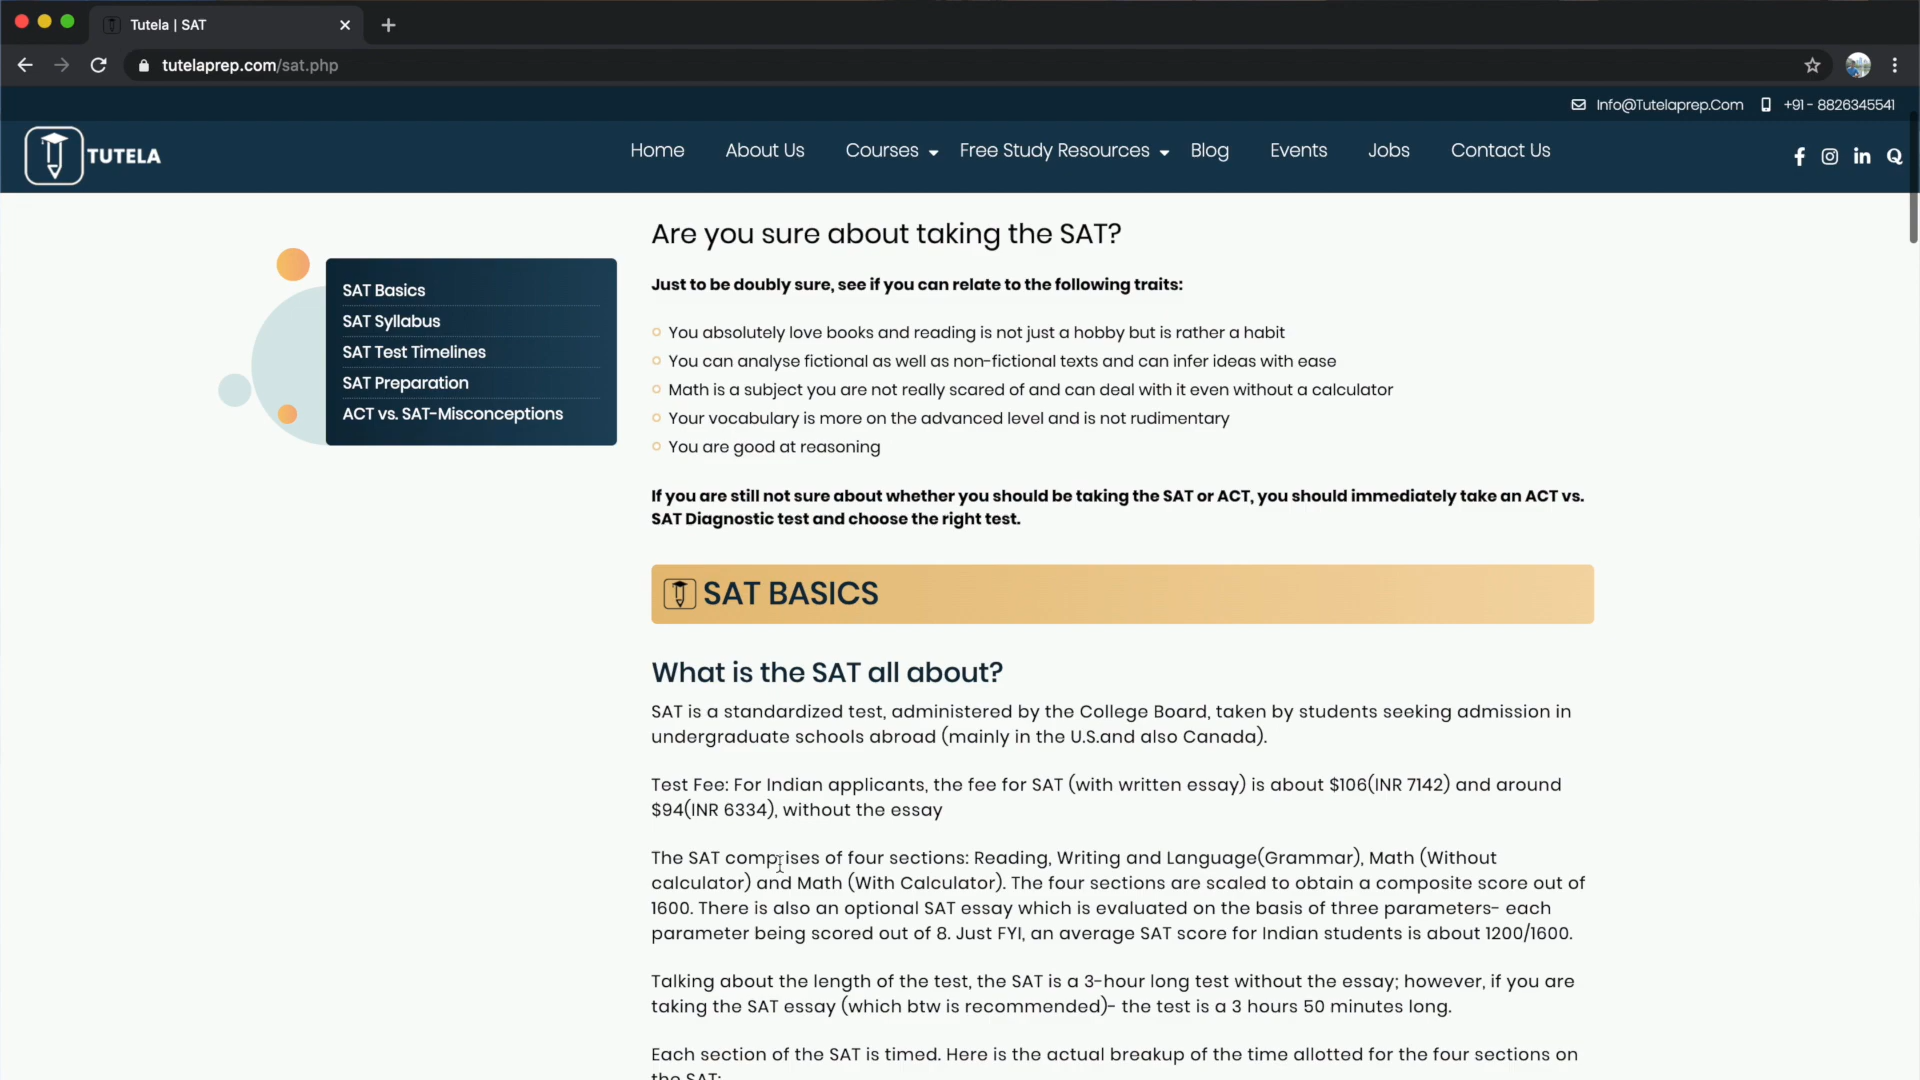 Tutela | SAT
tutelaprep.com/sat.php
Info@Tutelaprep.Com +91 - 8826345541
TUTELA
Home About Us Courses Free Study Resources Blog Events Jobs Contact Us
SAT Basics
SAT Syllabus
SAT Test Timelines
SAT Preparation
ACT vs. SAT-Misconceptions
Are you sure about taking the SAT?
Just to be doubly sure, see if you can relate to the following traits:
You absolutely love books and reading is not just a hobby but is rather a habit
You can analyse fictional as well as non-fictional texts and can infer ideas with ease
Math is a subject you are not really scared of and can deal with it even without a calculator
Your vocabulary is more on the advanced level and is not rudimentary
You are good at reasoning
If you are still not sure about whether you should be taking the SAT or ACT, you should immediately take an ACT vs.
SAT Diagnostic test and choose the right test.
SAT BASICS
What is the SAT all about?
SAT is a standardized test, administered by the College Board, taken by students seeking admission in
undergraduate schools abroad (mainly in the U.S.and also Canada).
Test Fee: For Indian applicants, the fee for SAT (with written essay) is about $106(INR 7142) and around
$94(INR 6334), without the essay
The SAT comprises of four sections: Reading, Writing and Language(Grammar), Math (Without
calculator) and Math (With Calculator). The four sections are scaled to obtain a composite score out of
1600. There is also an optional SAT essay which is evaluated on the basis of three parameters- each
parameter being scored out of 8. Just FYI, an average SAT score for Indian students is about 1200/1600.
Talking about the length of the test, the SAT is a 3-hour long test without the essay; however, if you are
taking the SAT essay (which btw is recommended)- the test is a 3 hours 50 minutes long.
Each section of the SAT is timed. Here is the actual breakup of the time allotted for the four sections on
the SAT: